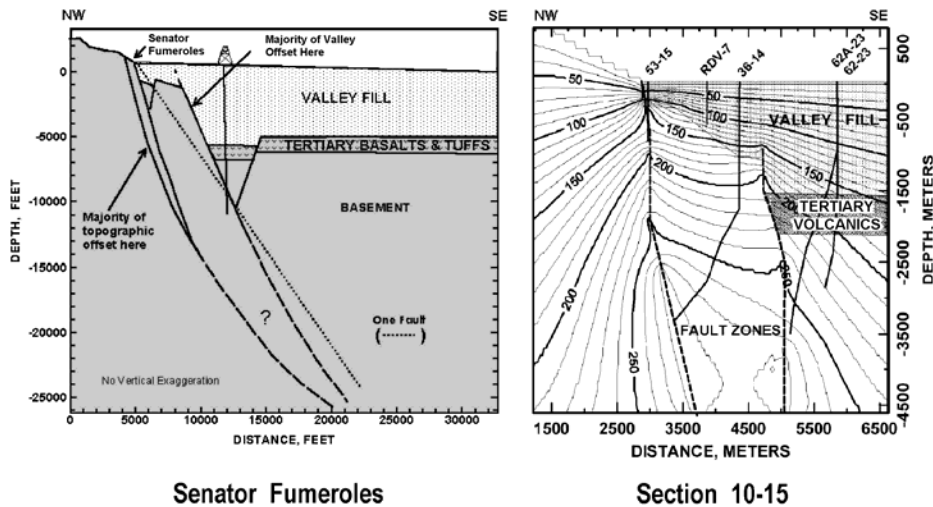 NW
SE
Senator
Fumeroles
Majority of Valley
Offset Here
VALLEY FILL
TERTIARY BASALTS & TUFFS
BASEMENT
Majority of
topographic
offset here
?
One Fault
( ........... )
No Vertical Exaggeration
DEPTH, FEET
0
-5000
-10000
-15000
-20000
-25000
0
5000
10000
15000
20000
25000
30000
DISTANCE, FEET
Senator Fumeroles
NW
SE
53-15
RDV-7
36-14
62A-23
62-23
50
100
150
200
250
50
100
150
200
150
250
VALLEY FILL
TERTIARY
VOLCANICS
FAULT ZONES
500
-500
-1500
-2500
-3500
-4500
DEPTH, METERS
1500
2500
3500
4500
5500
6500
DISTANCE, METERS
Section 10-15